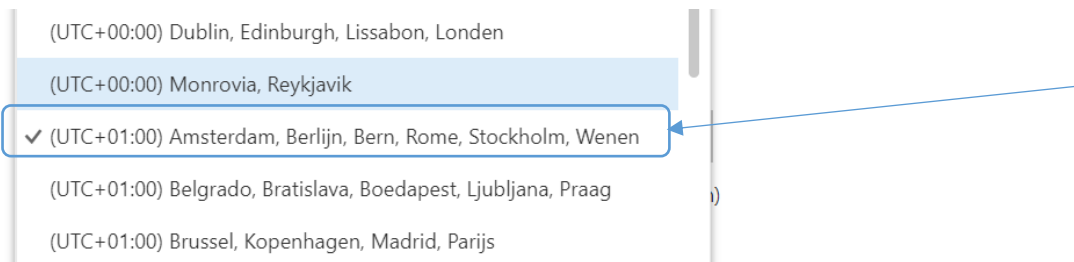 (UTC+00:00) Dublin, Edinburgh, Lissabon, Londen
(UTC+00:00) Monrovia, Reykjavik
(UTC+01:00) Amsterdam, Berlijn, Bern, Rome, Stockholm, Wenen
(UTC+01:00) Belgrado, Bratislava, Boedapest, Ljubljana, Praag
(UTC+01:00) Brussel, Kopenhagen, Madrid, Parijs